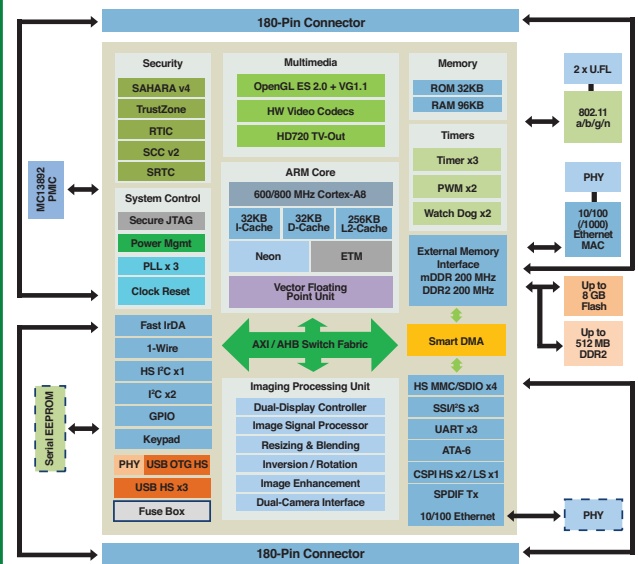 180-Pin Connector
Security
SAHARA v4
TrustZone
RTIC
SCC v2
SRTC
System Control
Secure JTAG
Power Mgmt
PLL x 3
Clock Reset
Multimedia
OpenGL ES 2.0 + VG1.1
HW Video Codecs
HD720 TV-Out
ARM Core
600/800 MHz Cortex-A8
32KB
I-Cache
32KB
D-Cache
256KB
L2-Cache
Neon
ETM
Vector Floating
Point Unit
Memory
ROM 32KB
RAM 96KB
Timers
Timer x3
PWM x2
Watch Dog x2
External Memory
Interface
mDDR 200 MHz
DDR2 200 MHz
MC13892
PMIC
2 x U.FL
802.11
a/b/g/n
PHY
10/100
(/1000)
Ethernet
MAC
Up to
8 GB
Flash
Up to
512 MB
DDR2
Fast IrDA
1-Wire
HS I²C x1
I²C x2
GPIO
Keypad
PHY
USB OTG HS
USB HS x3
Fuse Box
AXI / AHB Switch Fabric
Smart DMA
Imaging Processing Unit
Dual-Display Controller
Image Signal Processor
Resizing & Blending
Inversion / Rotation
Image Enhancement
Dual-Camera Interface
HS MMC/SDIO x4
SSI/I²S x3
UART x3
ATA-6
CSPI HS x2 / LS x1
SPDIF Tx
10/100 Ethernet
Serial EEPROM
PHY
180-Pin Connector